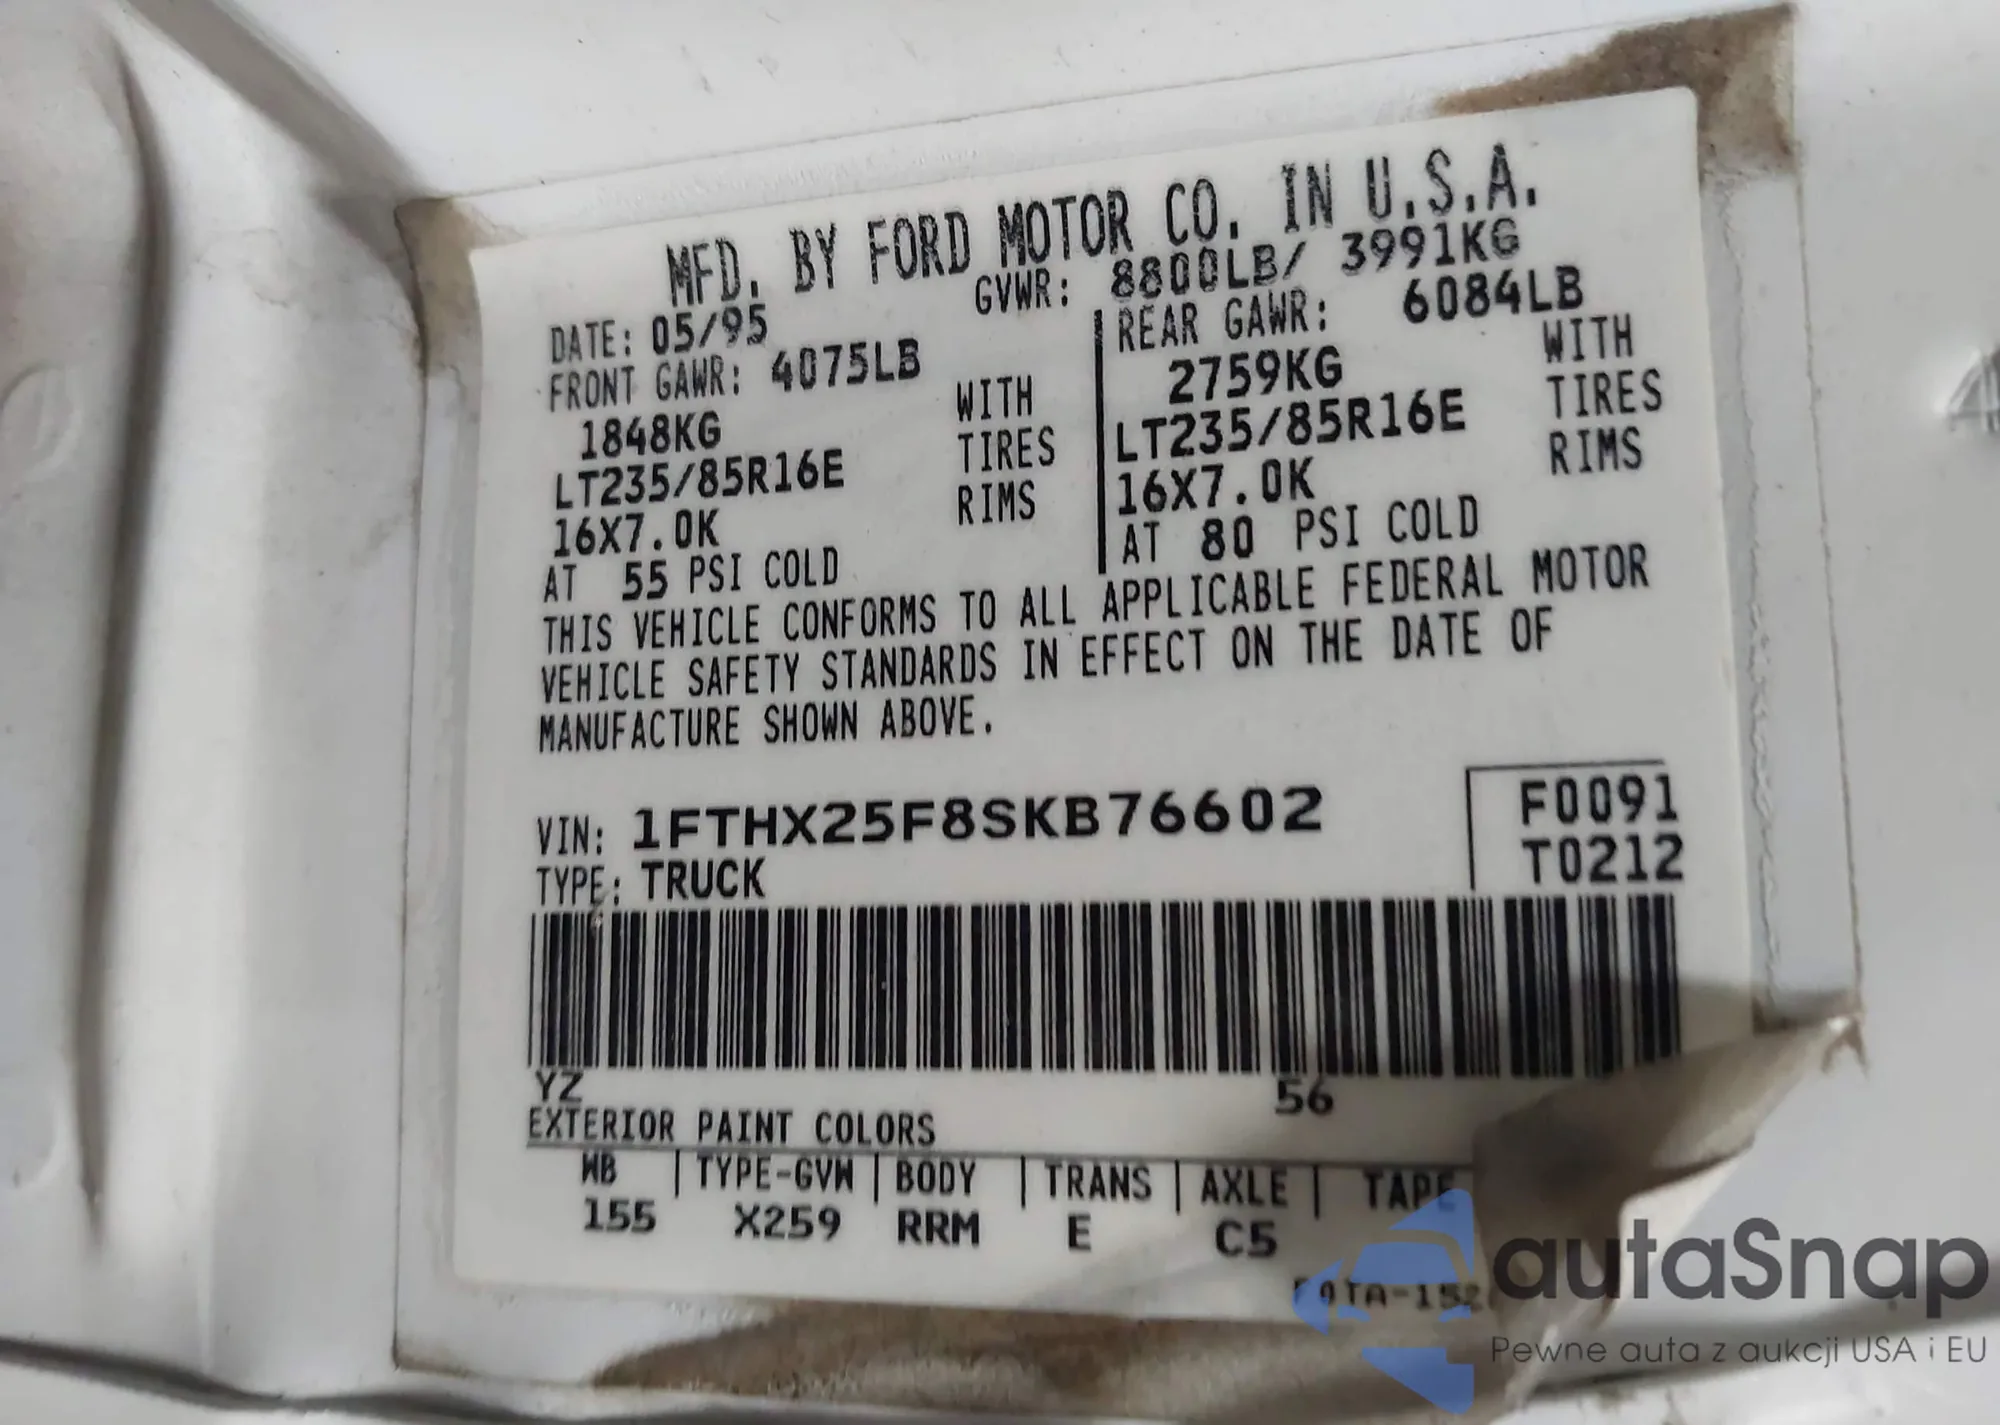 MFD. BY FORD MOTOR CO. IN U.S.A.
DATE: 05/95
GVWR: 8800LB/ 3991KG
FRONT GAWR: 4075LB
1848KG
WITH
LT235/85R16E
TIRES
16X7.0K
RIMS
AT 55 PSI COLD
REAR GAWR: 6084LB
2759KG
WITH
LT235/85R16E
TIRES
16X7.0K
RIMS
AT 80 PSI COLD
THIS VEHICLE CONFORMS TO ALL APPLICABLE FEDERAL MOTOR
VEHICLE SAFETY STANDARDS IN EFFECT ON THE DATE OF
MANUFACTURE SHOWN ABOVE.
VIN: 1FTHX25F8SKB76602
TYPE: TRUCK
F0091
T0212
YZ 56
EXTERIOR PAINT COLORS
WB | TYPE-GVW | BODY | TRANS | AXLE | TAPE
155 X259 RRM E C5
autaSnap
Pewne auta z aukcji USA i EU